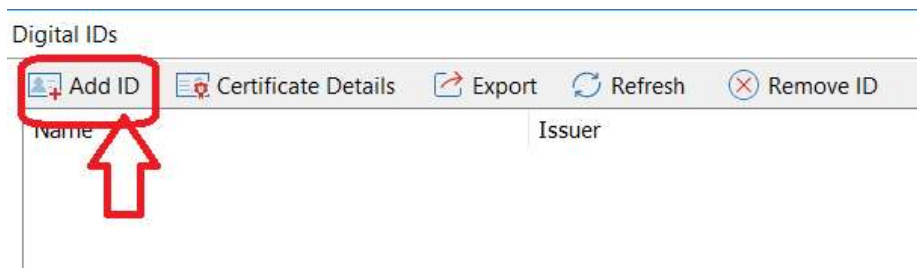 Digital IDs
Add ID Certificate Details Export Refresh Remove ID
Name Issuer